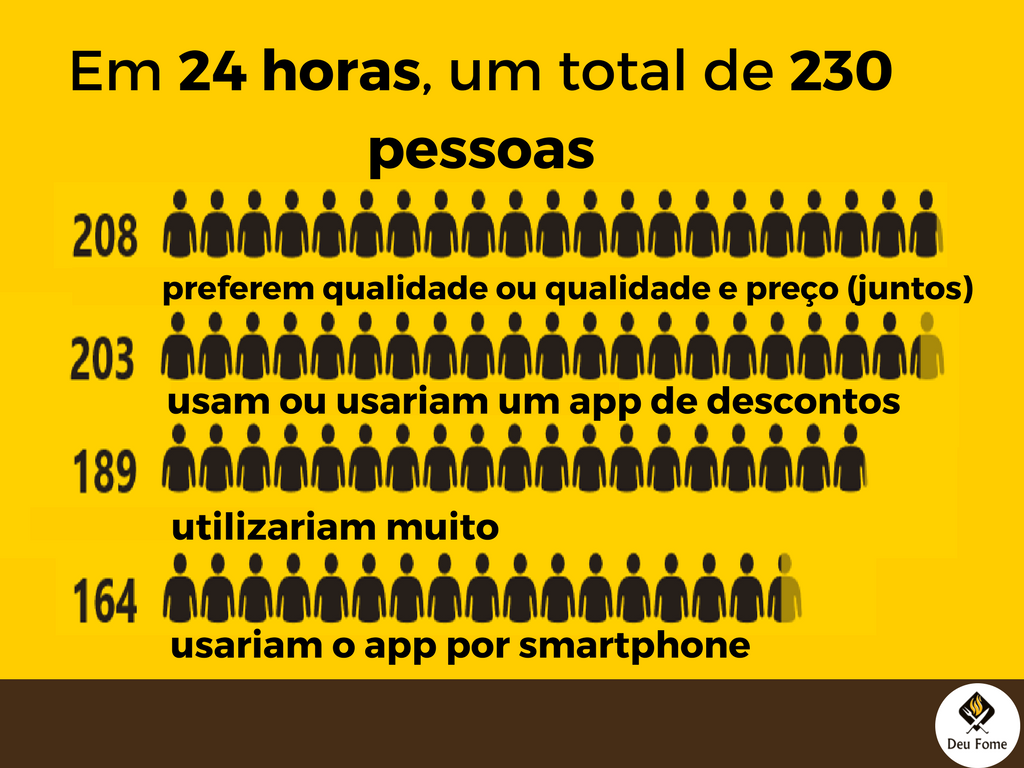 Em 24 horas, um total de 230
pessoas
208
preferem qualidade ou qualidade e preço (juntos)
203
usam ou usariam um app de descontos
189
utilizariam muito
164
usariam o app por smartphone
Deu Fome